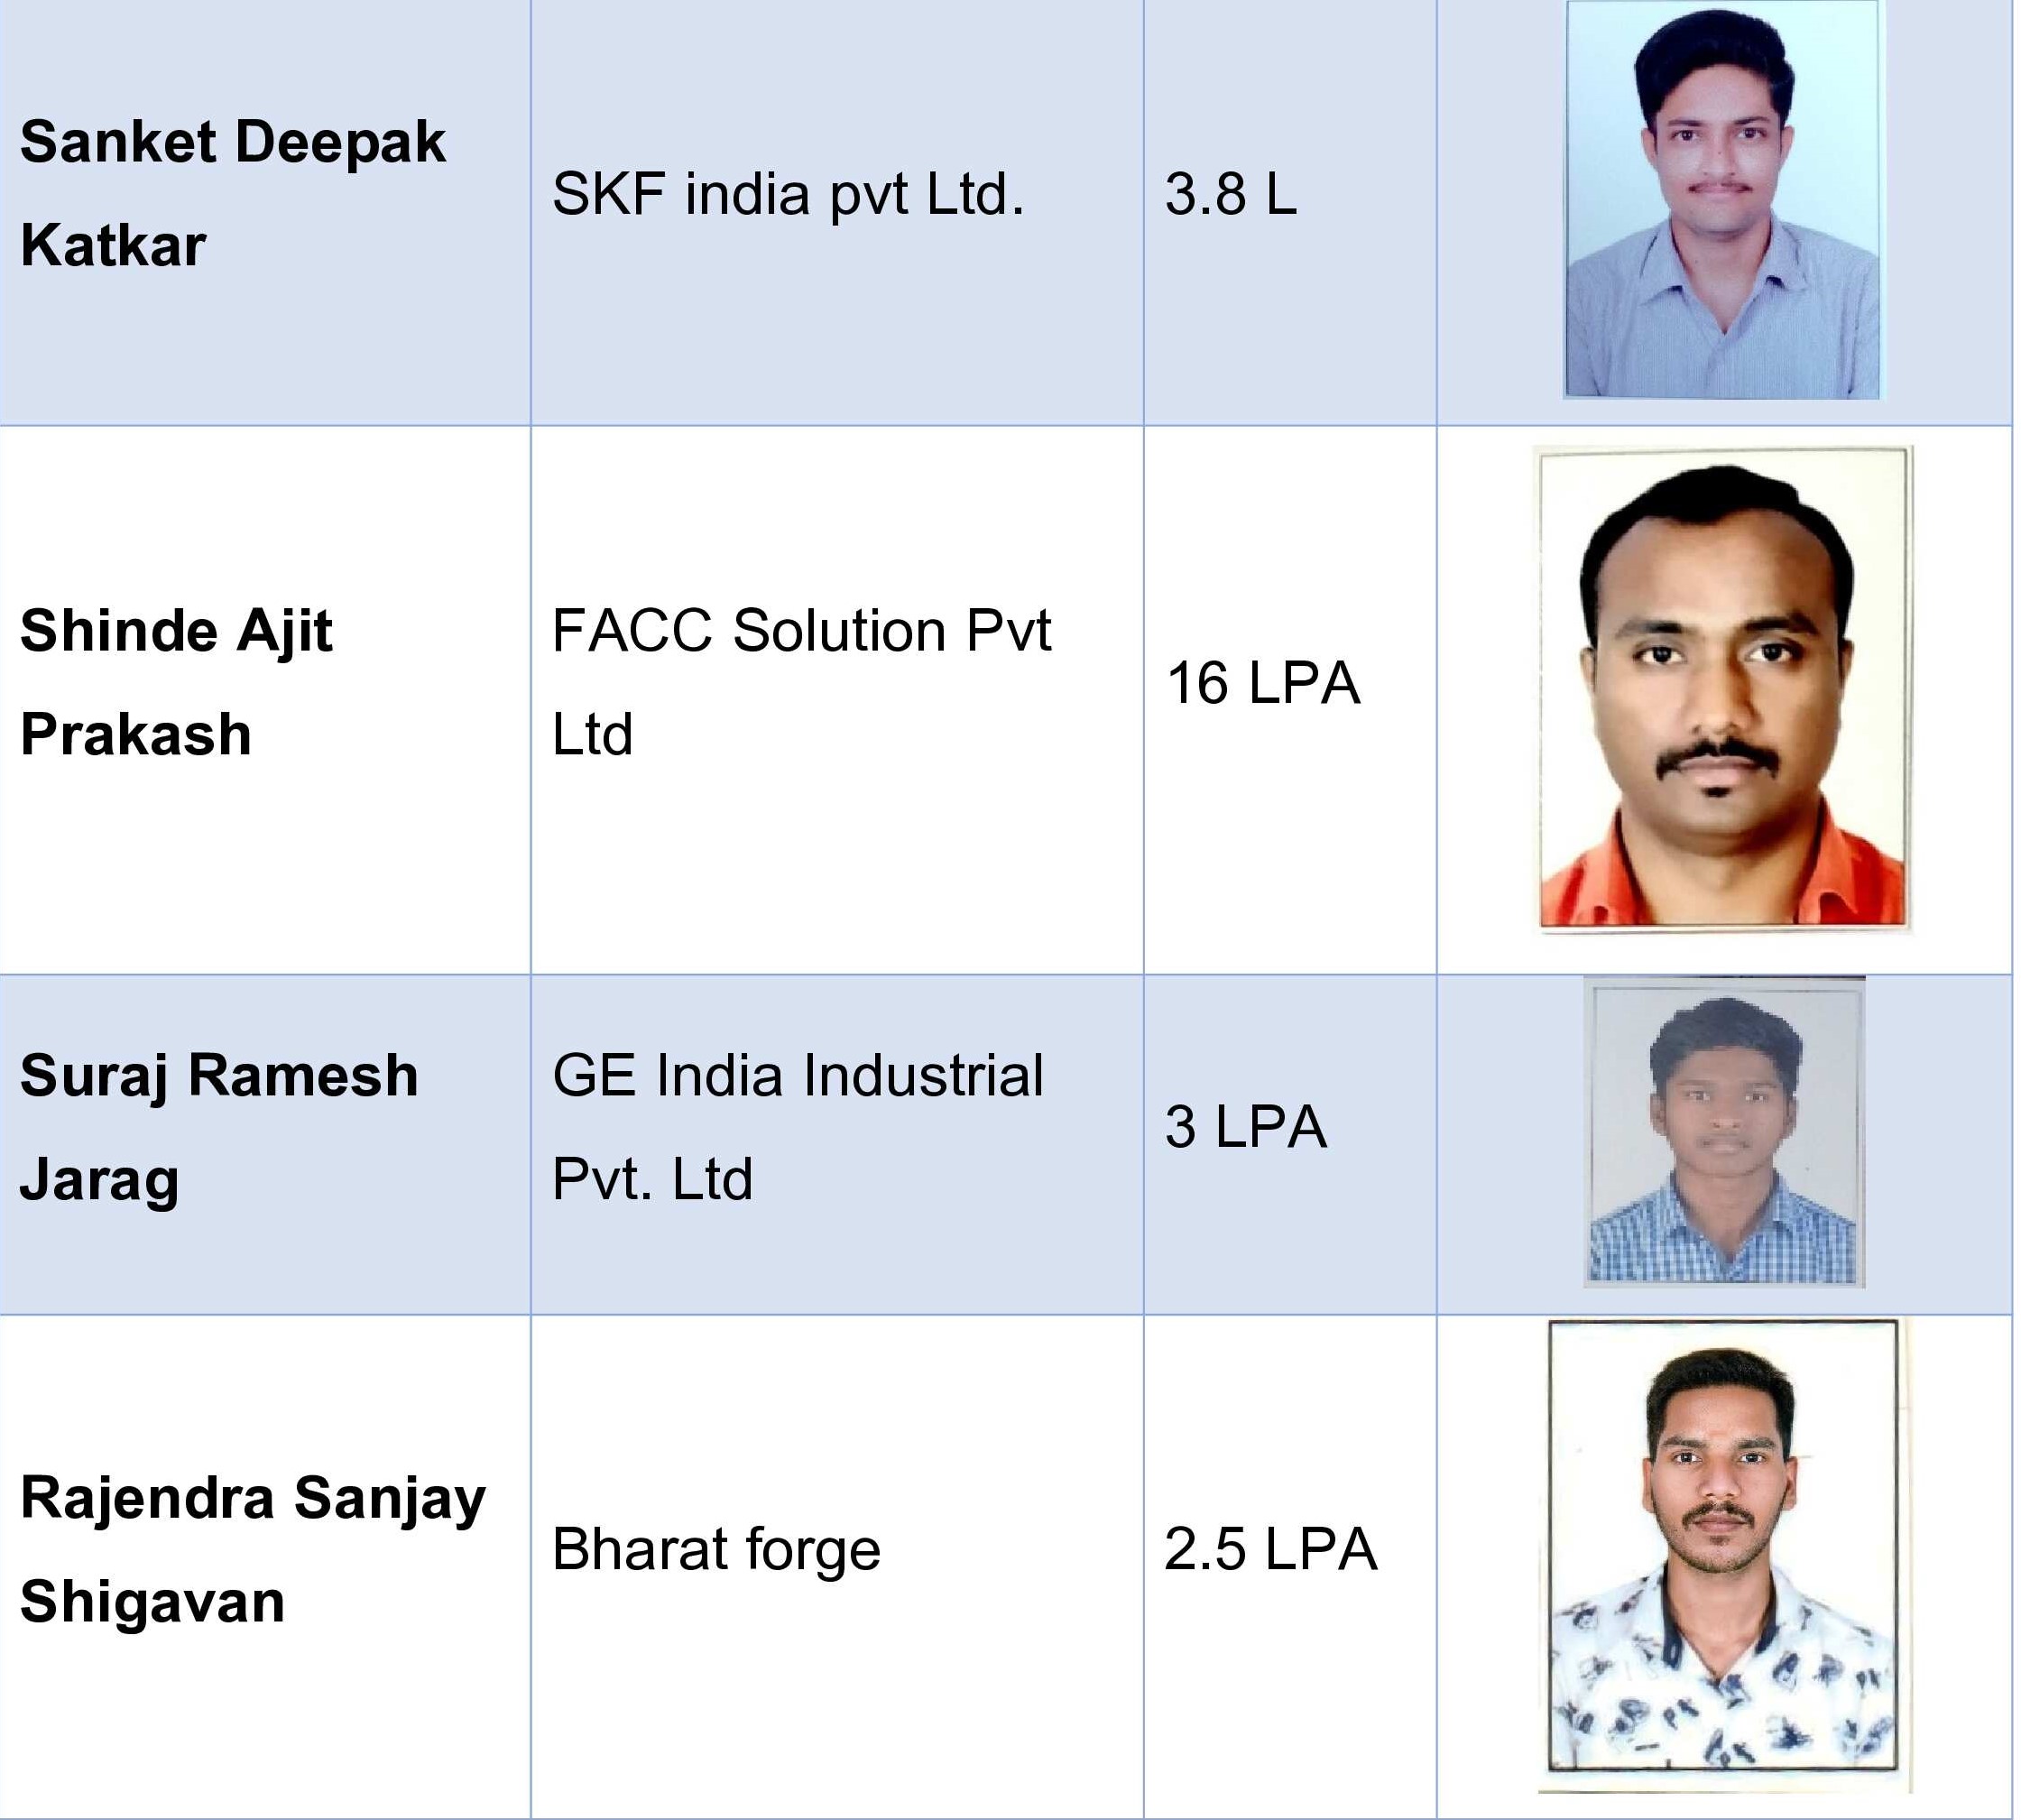 Sanket Deepak
Katkar
SKF india pvt Ltd.
3.8 L
Shinde Ajit
Prakash
FACC Solution Pvt
Ltd
16 LPA
Suraj Ramesh
Jarag
GE India Industrial
Pvt. Ltd
3 LPA
Rajendra Sanjay
Shigavan
Bharat forge
2.5 LPA